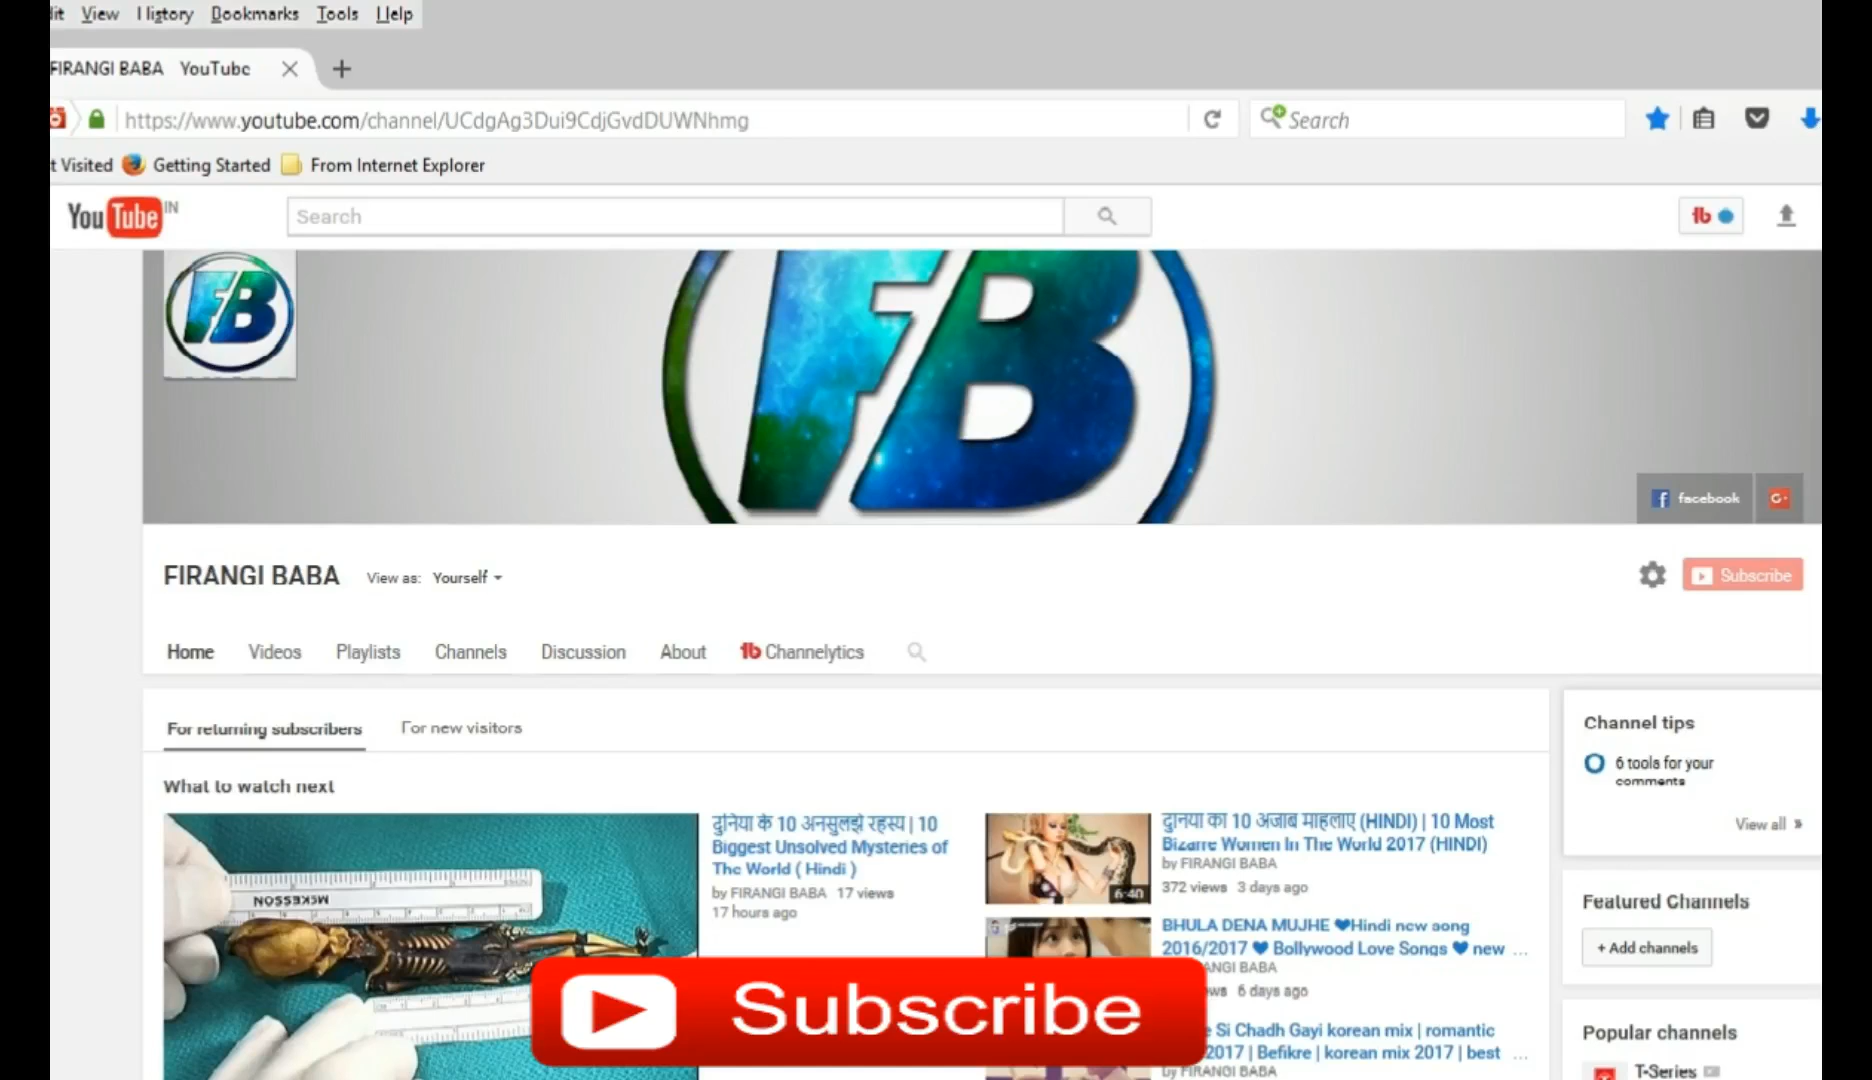 View History Bookmarks Tools Help
FIRANGI BABA YouTube
https://www.youtube.com/channel/UCdgAg3Dui9CdjGvdDUWNhmg
Search
t Visited Getting Started From Internet Explorer
YouTube IN
Search
FB
FB
facebook
G+
FIRANGI BABA View as: Yourself
Subscribe
Home Videos Playlists Channels Discussion About Channelytics
For returning subscribers For new visitors
What to watch next
दुनिया के 10 अनसुलझे रहस्य | 10
Biggest Unsolved Mysteries of
The World ( Hindi )
by FIRANGI BABA 17 views
17 hours ago
MCKESSON
दुनिया की 10 अजीब महिलाएं (HINDI) | 10 Most
Bizarre Women In The World 2017 (HINDI)
by FIRANGI BABA
372 views 3 days ago
6:40
BHULA DENA MUJHE ❤Hindi new song
2016/2017 ❤ Bollywood Love Songs ❤ new ...
ANGI BABA
ws 6 days ago
e Si Chadh Gayi korean mix | romantic
2017 | Befikre | korean mix 2017 | best ...
by FIRANGI BABA
Subscribe
Channel tips
6 tools for your
comments
View all »
Featured Channels
+ Add channels
Popular channels
T-Series